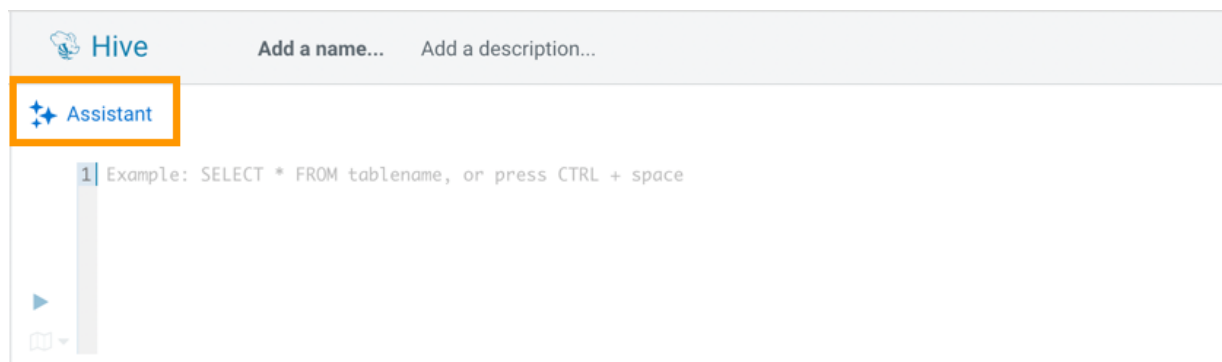 Hive Add a name... Add a description...
Assistant
1 Example: SELECT * FROM tablename, or press CTRL + space